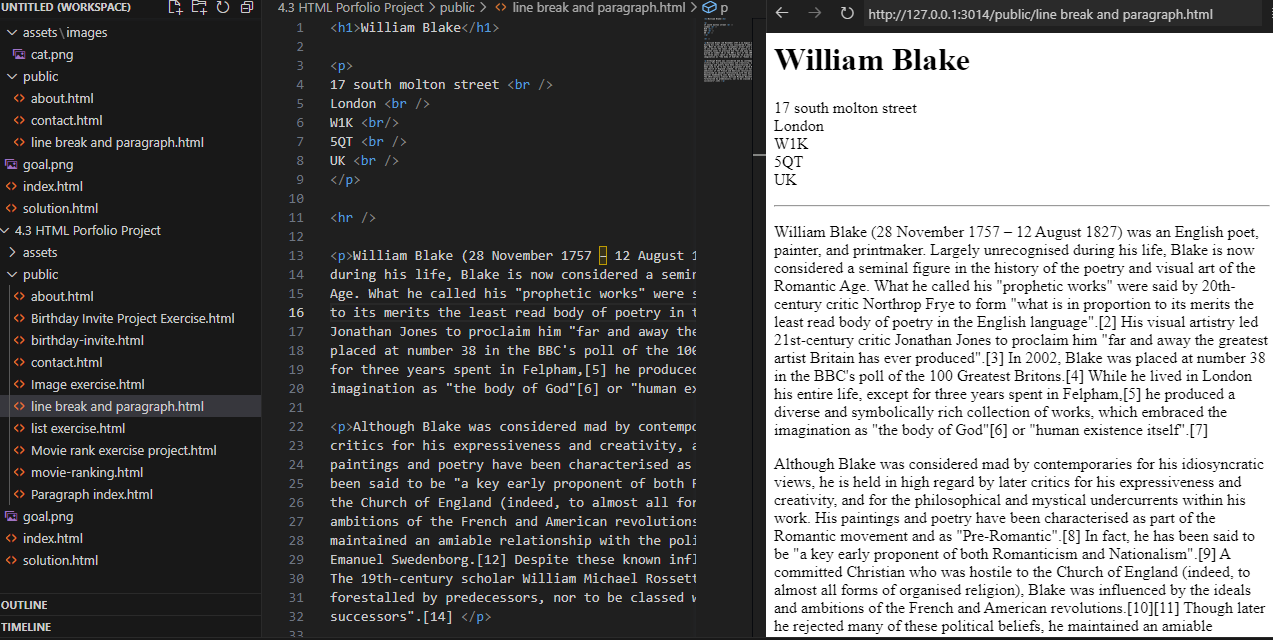 UNTITLED (WORKSPACE)
assets\images
cat.png
public
about.html
contact.html
line break and paragraph.html
goal.png
index.html
solution.html
4.3 HTML Porfolio Project
assets
public
about.html
Birthday Invite Project Exercise.html
birthday-invite.html
contact.html
Image exercise.html
line break and paragraph.html
list exercise.html
Movie rank exercise project.html
movie-ranking.html
Paragraph index.html
goal.png
index.html
solution.html
OUTLINE
TIMELINE
4.3 HTML Porfolio Project > public > <> line break and paragraph.html > p
1 <h1>William Blake</h1>
2
3 <p>
4 17 south molton street <br />
5 London <br />
6 W1K <br/>
7 5QT <br />
8 UK <br />
9 </p>
10
11 <hr />
12
13 <p>William Blake (28 November 1757 – 12 August 1
14 during his life, Blake is now considered a semin
15 Age. What he called his "prophetic works" were s
16 to its merits the least read body of poetry in t
17 Jonathan Jones to proclaim him "far and away the
18 placed at number 38 in the BBC's poll of the 100
19 for three years spent in Felpham,[5] he produced
20 imagination as "the body of God"[6] or "human ex
21
22 <p>Although Blake was considered mad by contempo
23 critics for his expressiveness and creativity, a
24 paintings and poetry have been characterised as
25 been said to be "a key early proponent of both R
26 the Church of England (indeed, to almost all for
27 ambitions of the French and American revolutions
28 maintained an amiable relationship with the poli
29 Emanuel Swedenborg.[12] Despite these known infl
30 The 19th-century scholar William Michael Rossett
31 forestalled by predecessors, nor to be classed w
32 successors".[14] </p>
33
http://127.0.0.1:3014/public/line break and paragraph.html
William Blake
17 south molton street
London
W1K
5QT
UK
William Blake (28 November 1757 – 12 August 1827) was an English poet,
painter, and printmaker. Largely unrecognised during his life, Blake is now
considered a seminal figure in the history of the poetry and visual art of the
Romantic Age. What he called his "prophetic works" were said by 20th-
century critic Northrop Frye to form "what is in proportion to its merits the
least read body of poetry in the English language".[2] His visual artistry led
21st-century critic Jonathan Jones to proclaim him "far and away the greatest
artist Britain has ever produced".[3] In 2002, Blake was placed at number 38
in the BBC's poll of the 100 Greatest Britons.[4] While he lived in London
his entire life, except for three years spent in Felpham,[5] he produced a
diverse and symbolically rich collection of works, which embraced the
imagination as "the body of God"[6] or "human existence itself".[7]
Although Blake was considered mad by contemporaries for his idiosyncratic
views, he is held in high regard by later critics for his expressiveness and
creativity, and for the philosophical and mystical undercurrents within his
work. His paintings and poetry have been characterised as part of the
Romantic movement and as "Pre-Romantic".[8] In fact, he has been said to
be "a key early proponent of both Romanticism and Nationalism".[9] A
committed Christian who was hostile to the Church of England (indeed, to
almost all forms of organised religion), Blake was influenced by the ideals
and ambitions of the French and American revolutions.[10][11] Though later
he rejected many of these political beliefs, he maintained an amiable